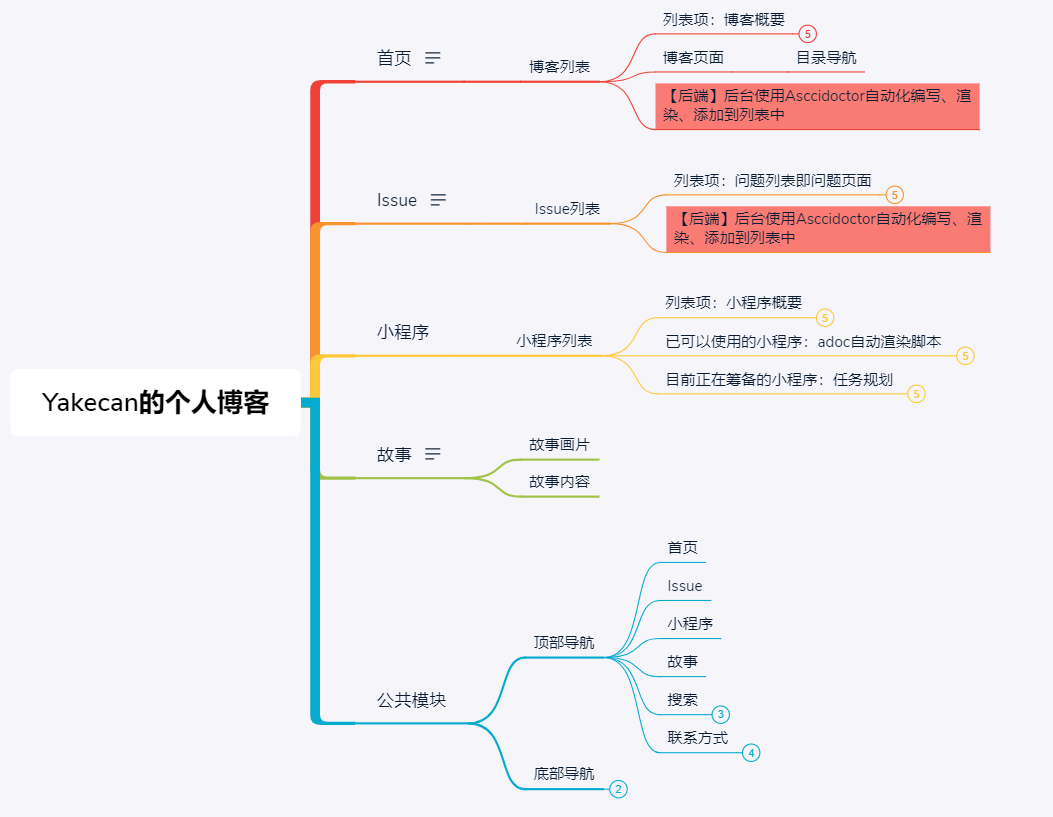 Yakecan的个人博客
首页
博客列表
列表项：博客概要
5
博客页面
目录导航
【后端】后台使用Asccidoctor自动化编写、渲
染、添加到列表中
Issue
Issue列表
列表项：问题列表即问题页面
5
【后端】后台使用Asccidoctor自动化编写、渲
染、添加到列表中
小程序
小程序列表
列表项：小程序概要
5
已可以使用的小程序：adoc自动渲染脚本
5
目前正在筹备的小程序：任务规划
5
故事
故事画片
故事内容
公共模块
顶部导航
首页
Issue
小程序
故事
搜索
3
联系方式
4
底部导航
2